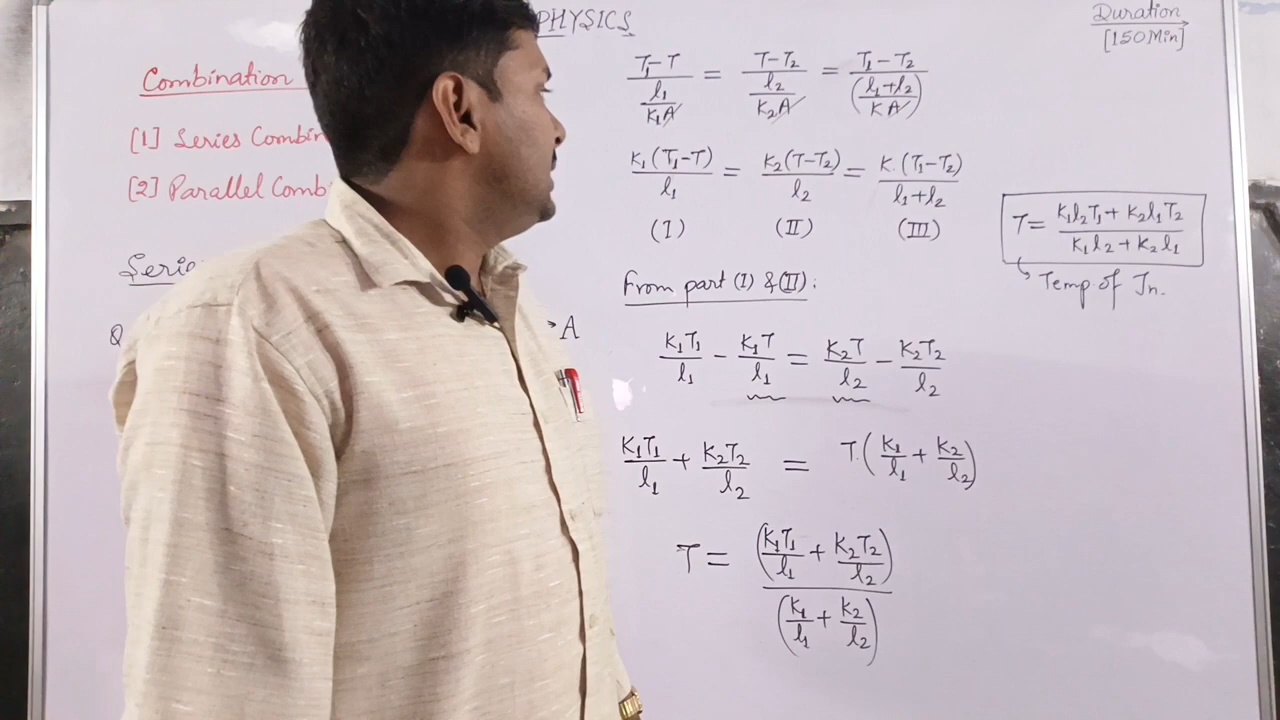 PHYSICS
Duration
[150 Min]
Combination
[1] Series Combin
[2] Parallel Comb
Serie
Q
A
(T₁-T)/(l₁/(K₁A)) = (T-T₂)/(l₂/(K₂A)) = (T₁-T₂)/((l₁+l₂)/(KA))
K₁(T₁-T)/l₁ = K₂(T-T₂)/l₂ = K.(T₁-T₂)/(l₁+l₂)
(I) (II) (III)
From part (I) & (II):
K₁T₁/l₁ - K₁T/l₁ = K₂T/l₂ - K₂T₂/l₂
K₁T₁/l₁ + K₂T₂/l₂ = T.(K₁/l₁ + K₂/l₂)
T = (K₁T₁/l₁ + K₂T₂/l₂)/(K₁/l₁ + K₂/l₂)
T = (K₁l₂T₁ + K₂l₁T₂)/(K₁l₂ + K₂l₁)
Temp of Jn.